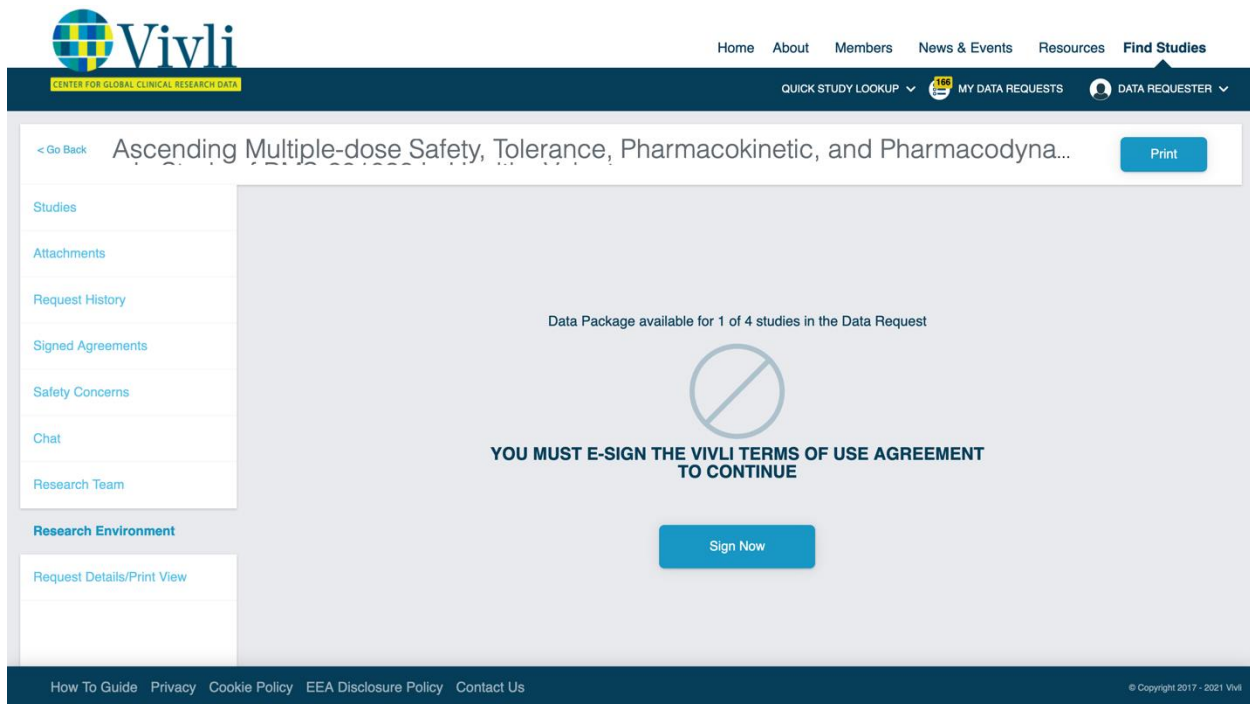 Vivli
CENTER FOR GLOBAL CLINICAL RESEARCH DATA
Home About Members News & Events Resources Find Studies
QUICK STUDY LOOKUP 166 MY DATA REQUESTS DATA REQUESTER
< Go Back Ascending Multiple-dose Safety, Tolerance, Pharmacokinetic, and Pharmacodyna... Print
Studies
Attachments
Request History
Signed Agreements
Safety Concerns
Chat
Research Team
Research Environment
Request Details/Print View
Data Package available for 1 of 4 studies in the Data Request
YOU MUST E-SIGN THE VIVLI TERMS OF USE AGREEMENT
TO CONTINUE
Sign Now
How To Guide Privacy Cookie Policy EEA Disclosure Policy Contact Us © Copyright 2017 - 2021 Vivli